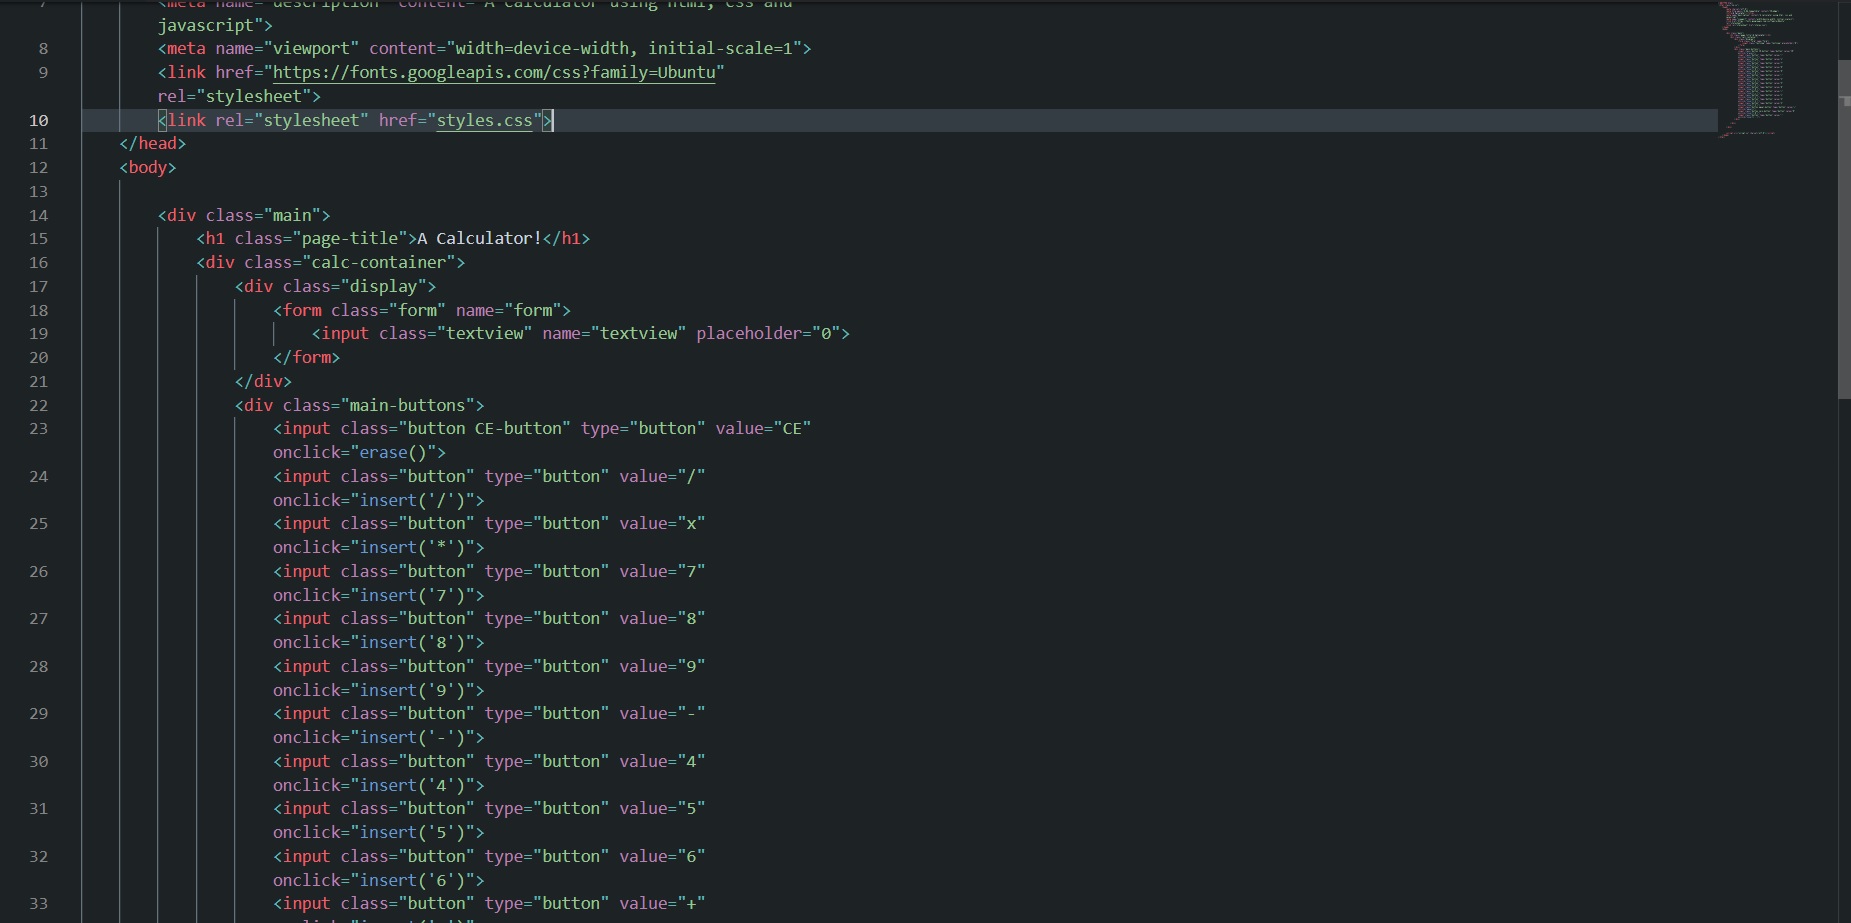 7 <meta name="description" content="A Calculator using html, css and
javascript">
8 <meta name="viewport" content="width=device-width, initial-scale=1">
9 <link href="https://fonts.googleapis.com/css?family=Ubuntu"
rel="stylesheet">
10 <link rel="stylesheet" href="styles.css">
11 </head>
12 <body>
13
14 <div class="main">
15 <h1 class="page-title">A Calculator!</h1>
16 <div class="calc-container">
17 <div class="display">
18 <form class="form" name="form">
19 <input class="textview" name="textview" placeholder="0">
20 </form>
21 </div>
22 <div class="main-buttons">
23 <input class="button CE-button" type="button" value="CE"
onclick="erase()">
24 <input class="button" type="button" value="/"
onclick="insert('/')">
25 <input class="button" type="button" value="x"
onclick="insert('*')">
26 <input class="button" type="button" value="7"
onclick="insert('7')">
27 <input class="button" type="button" value="8"
onclick="insert('8')">
28 <input class="button" type="button" value="9"
onclick="insert('9')">
29 <input class="button" type="button" value="-"
onclick="insert('-')">
30 <input class="button" type="button" value="4"
onclick="insert('4')">
31 <input class="button" type="button" value="5"
onclick="insert('5')">
32 <input class="button" type="button" value="6"
onclick="insert('6')">
33 <input class="button" type="button" value="+"